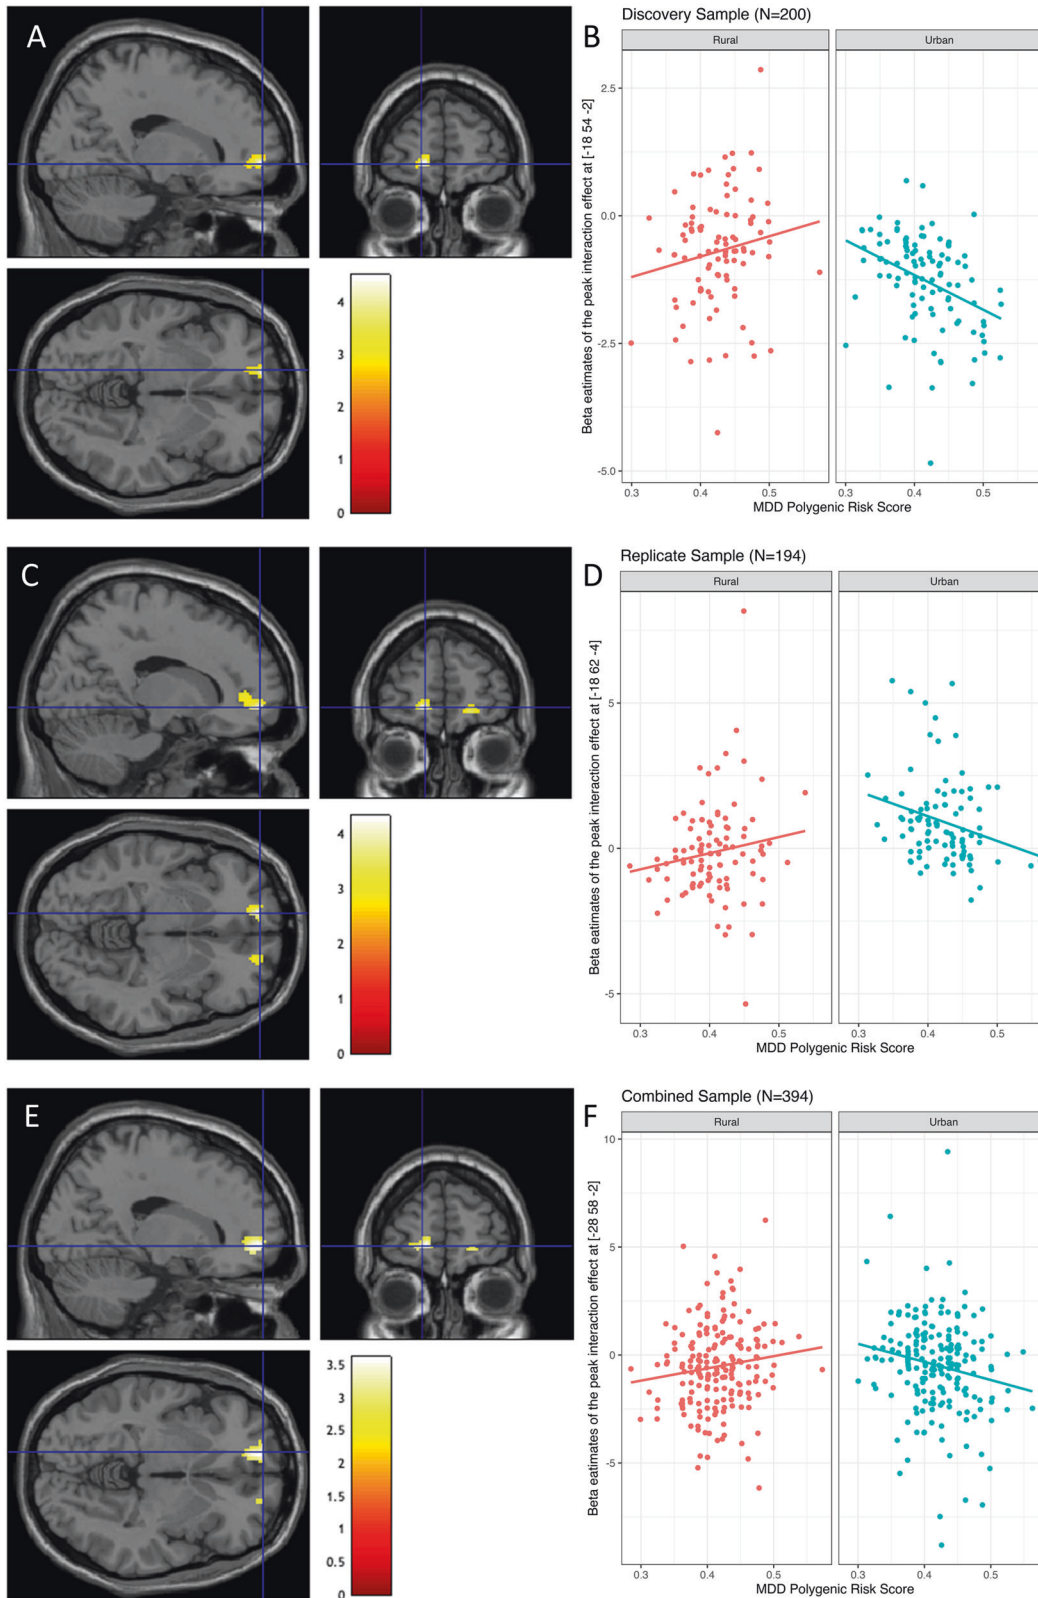 A
4
3
2
1
0
B
Discovery Sample (N=200)
Rural
Urban
Beta eatimates of the peak interaction effect at [-18 54 -2]
2.5
0.0
-2.5
-5.0
0.3
0.4
0.5
0.3
0.4
0.5
MDD Polygenic Risk Score
C
4
3
2
1
0
D
Replicate Sample (N=194)
Rural
Urban
Beta eatimates of the peak interaction effect at [-18 62 -4]
5
0
-5
0.3
0.4
0.5
0.3
0.4
0.5
MDD Polygenic Risk Score
E
3.5
3
2.5
2
1.5
1
0.5
0
F
Combined Sample (N=394)
Rural
Urban
Beta eatimates of the peak interaction effect at [-28 58 -2]
10
5
0
-5
0.3
0.4
0.5
0.3
0.4
0.5
MDD Polygenic Risk Score